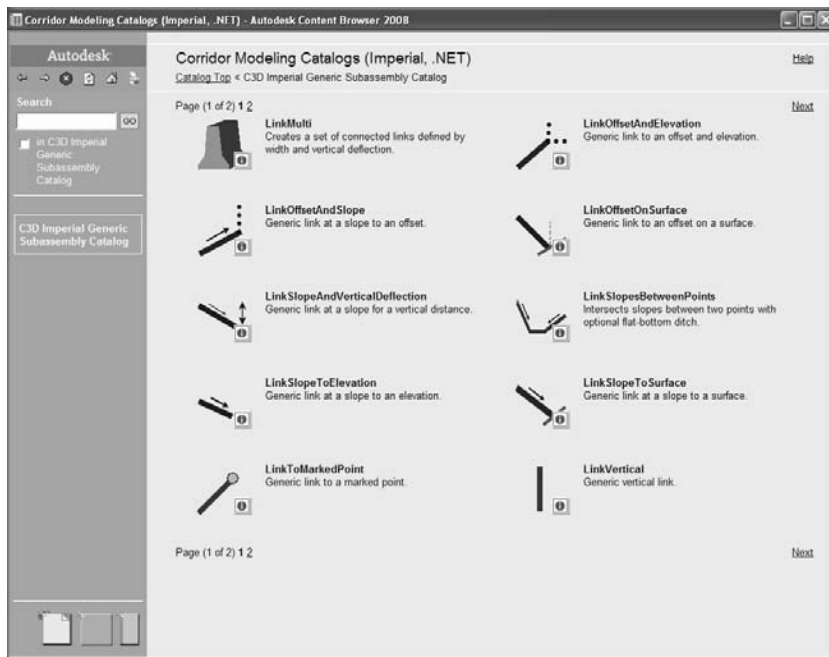 Corridor Modeling Catalogs (Imperial, .NET) - Autodesk Content Browser 2008
Autodesk
Search
GO
in C3D Imperial
Generic
Subassembly
Catalog
C3D Imperial Generic
Subassembly Catalog
Corridor Modeling Catalogs (Imperial, .NET)
Help
Catalog Top < C3D Imperial Generic Subassembly Catalog
Page (1 of 2) 1 2
Next
LinkMulti
Creates a set of connected links defined by
width and vertical deflection.
LinkOffsetAndElevation
Generic link to an offset and elevation.
LinkOffsetAndSlope
Generic link at a slope to an offset.
LinkOffsetOnSurface
Generic link to an offset on a surface.
LinkSlopeAndVerticalDeflection
Generic link at a slope for a vertical distance.
LinkSlopesBetweenPoints
Intersects slopes between two points with
optional flat-bottom ditch.
LinkSlopeToElevation
Generic link at a slope to an elevation.
LinkSlopeToSurface
Generic link at a slope to a surface.
LinkToMarkedPoint
Generic link to a marked point.
LinkVertical
Generic vertical link.
Page (1 of 2) 1 2
Next